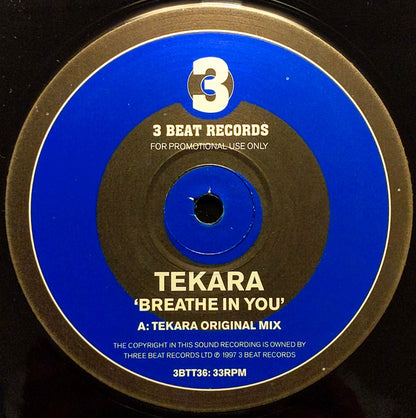 3
3 BEAT RECORDS
FOR PROMOTIONAL USE ONLY
TEKARA
'BREATHE IN YOU'
A: TEKARA ORIGINAL MIX
THE COPYRIGHT IN THIS SOUND RECORDING IS OWNED BY
THREE BEAT RECORDS LTD ℗ 1997 3 BEAT RECORDS
3BTT36: 33RPM